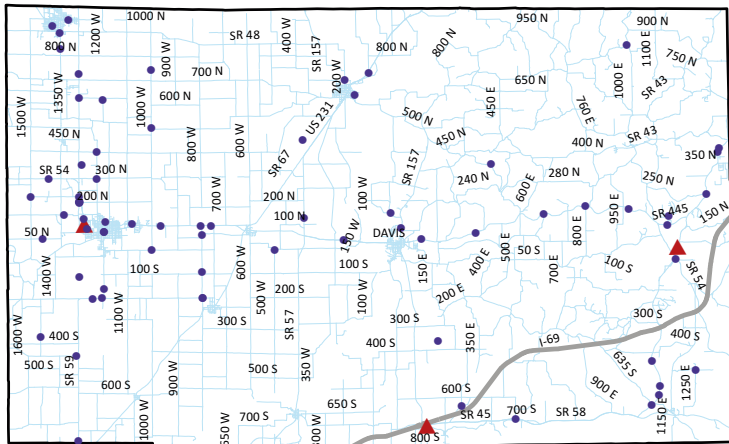 1000 N
950 N
900 N
1200 W
SR 48
400 W
SR 157
800 N
800 N
800 N
1100 E
750 N
900 W
700 N
200 W
650 N
1000 E
SR 43
1350 W
600 N
1000 W
1500 W
US 231
500 N
450 E
760 E
450 N
800 W
600 W
450 N
400 N
SR 43
SR 54
300 N
SR 67
SR 157
240 N
280 N
250 N
350 N
200 N
700 W
200 N
100 W
600 E
100 N
950 E
SR 445
150 N
50 N
150 W
DAVIS
800 E
500 E
50 S
150 E
400 E
600 W
700 E
1400 W
100 S
100 S
100 S
SR 54
200 S
500 W
100 W
200 E
1100 W
300 S
SR 57
300 S
300 S
1600 W
400 S
400 S
350 E
I-69
400 S
500 S
SR 59
900 W
500 S
350 W
635 S
1250 E
600 S
600 S
900 E
650 S
1000 W
700 S
SR 45
700 S
SR 58
1150 E
800 S